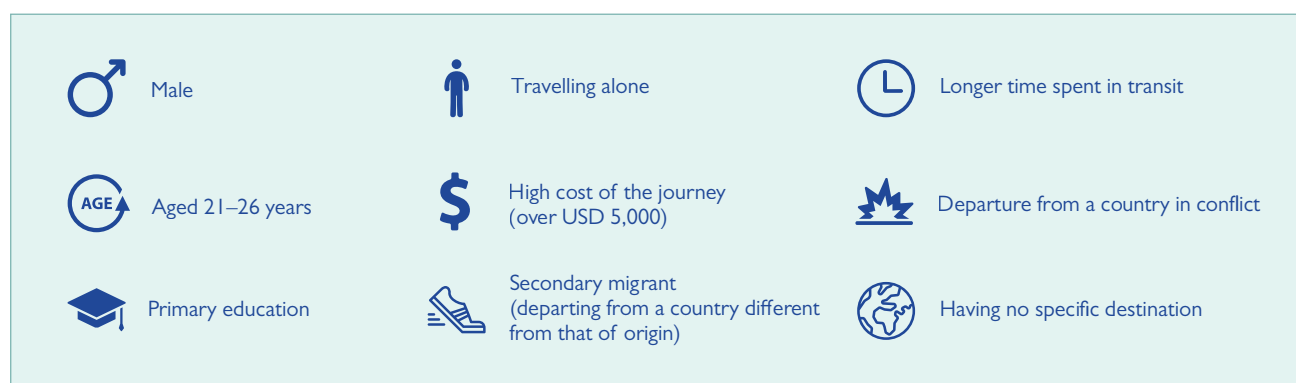 Male
Travelling alone
Longer time spent in transit
AGE
Aged 21–26 years
High cost of the journey
(over USD 5,000)
Departure from a country in conflict
Primary education
Secondary migrant
(departing from a country different
from that of origin)
Having no specific destination